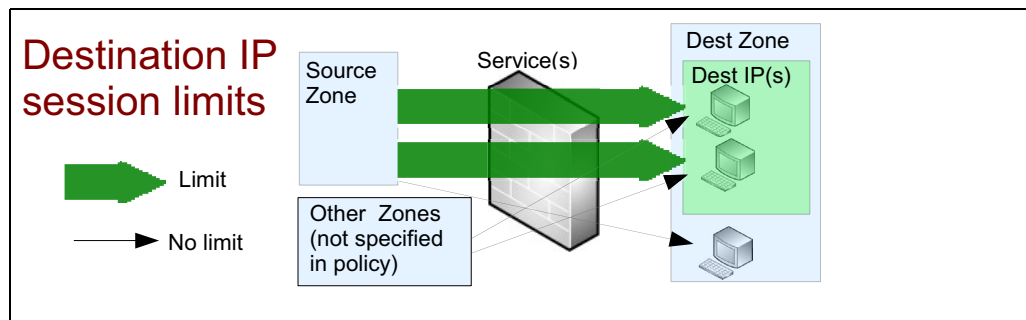 Destination IP
session limits
Limit
No limit
Source
Zone
Service(s)
Other Zones
(not specified
in policy)
Dest Zone
Dest IP(s)